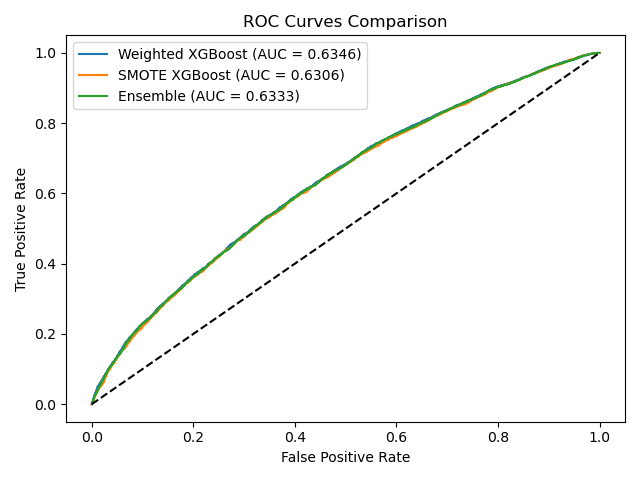 ROC Curves Comparison
Weighted XGBoost (AUC = 0.6346)
SMOTE XGBoost (AUC = 0.6306)
Ensemble (AUC = 0.6333)
1.0
0.8
0.6
0.4
0.2
0.0
True Positive Rate
0.0 0.2 0.4 0.6 0.8 1.0
False Positive Rate